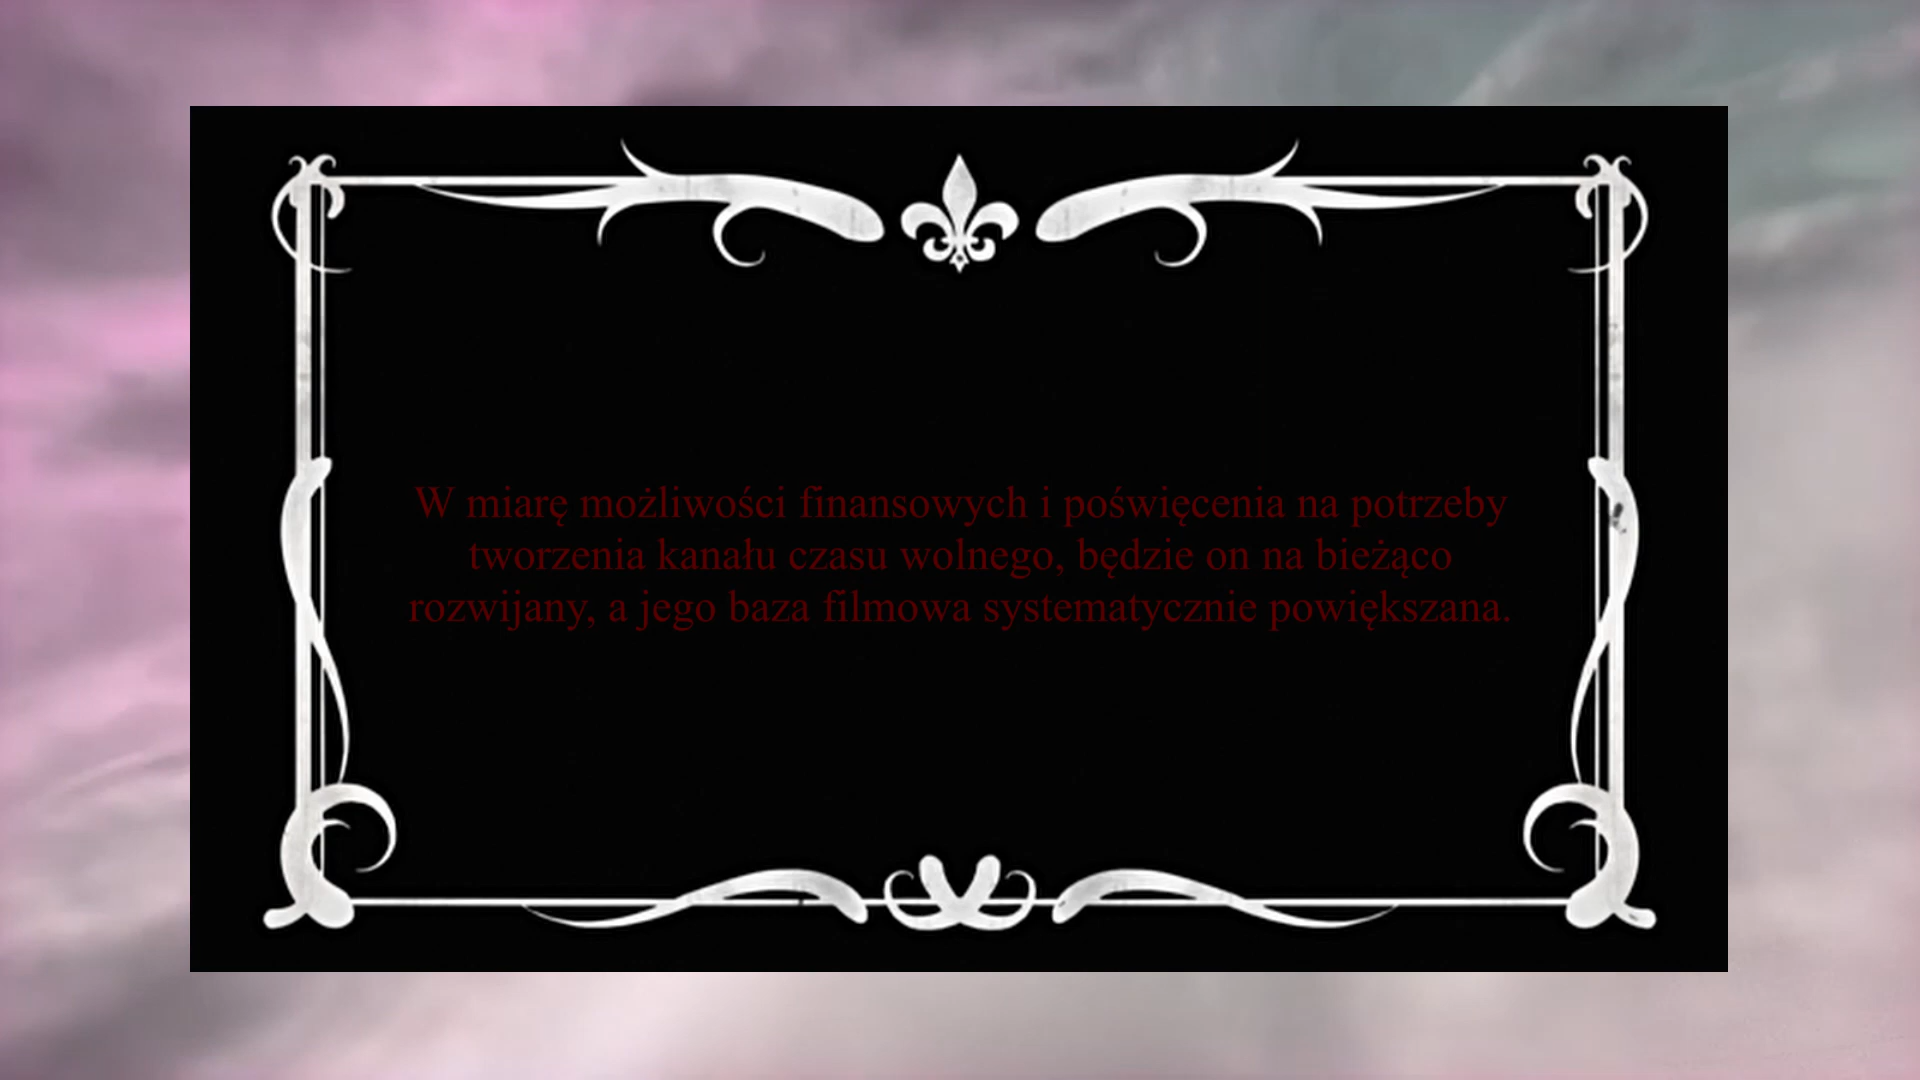 W miarę możliwości finansowych i poświęcenia na potrzeby
tworzenia kanału czasu wolnego, będzie on na bieżąco
rozwijany, a jego baza filmowa systematycznie powiększana.